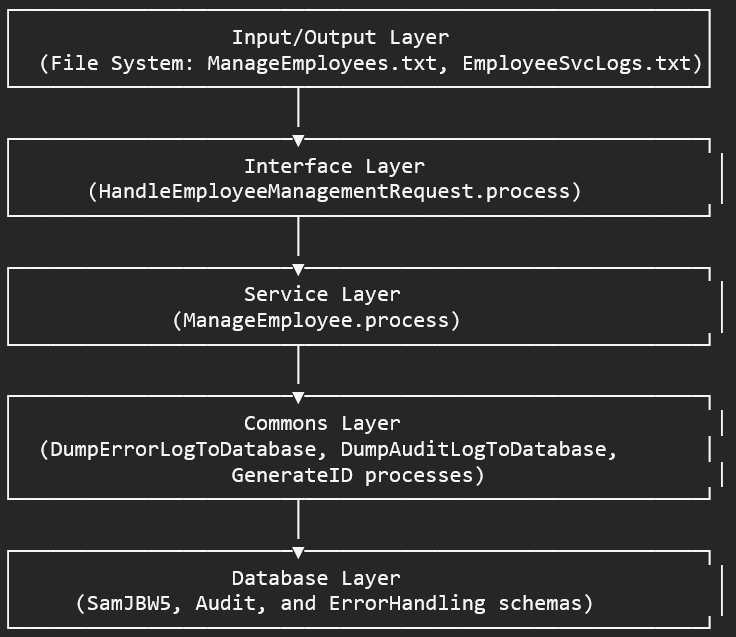 Input/Output Layer
(File System: ManageEmployees.txt, EmployeeSvcLogs.txt)
Interface Layer
(HandleEmployeeManagementRequest.process)
Service Layer
(ManageEmployee.process)
Commons Layer
(DumpErrorLogToDatabase, DumpAuditLogToDatabase,
GenerateID processes)
Database Layer
(SamJBW5, Audit, and ErrorHandling schemas)